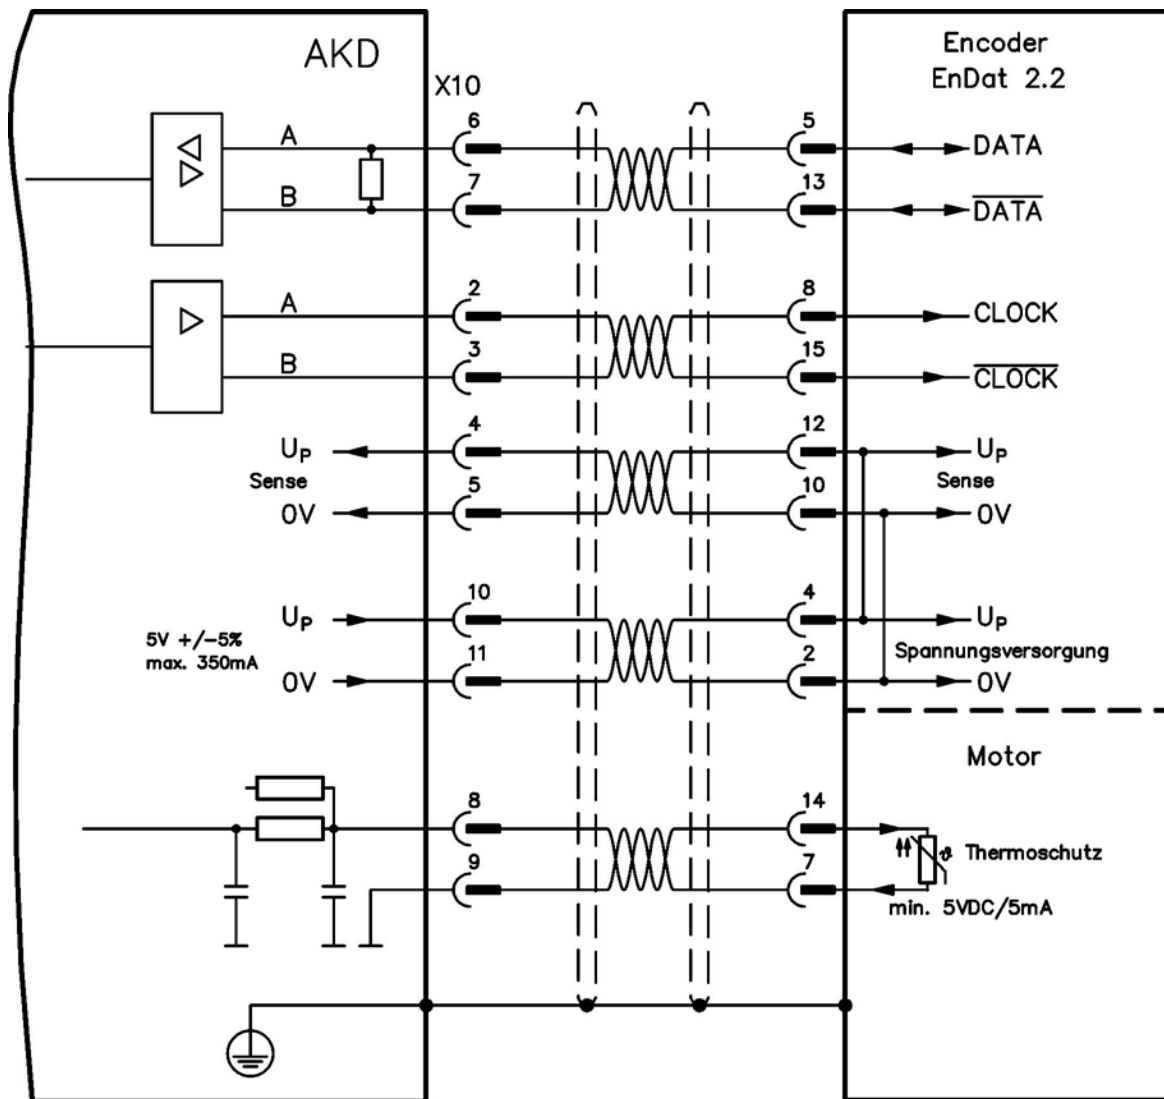 AKD
Encoder
EnDat 2.2
X10
A
6
5
DATA
B
7
13
DATA
A
2
8
CLOCK
B
3
15
CLOCK
UP
4
12
UP
Sense
Sense
0V
5
10
0V
UP
10
4
UP
5V +/-5%
max. 350mA
11
2
Spannungsversorgung
0V
0V
Motor
8
14
9
7
ϑ Thermoschutz
min. 5VDC/5mA